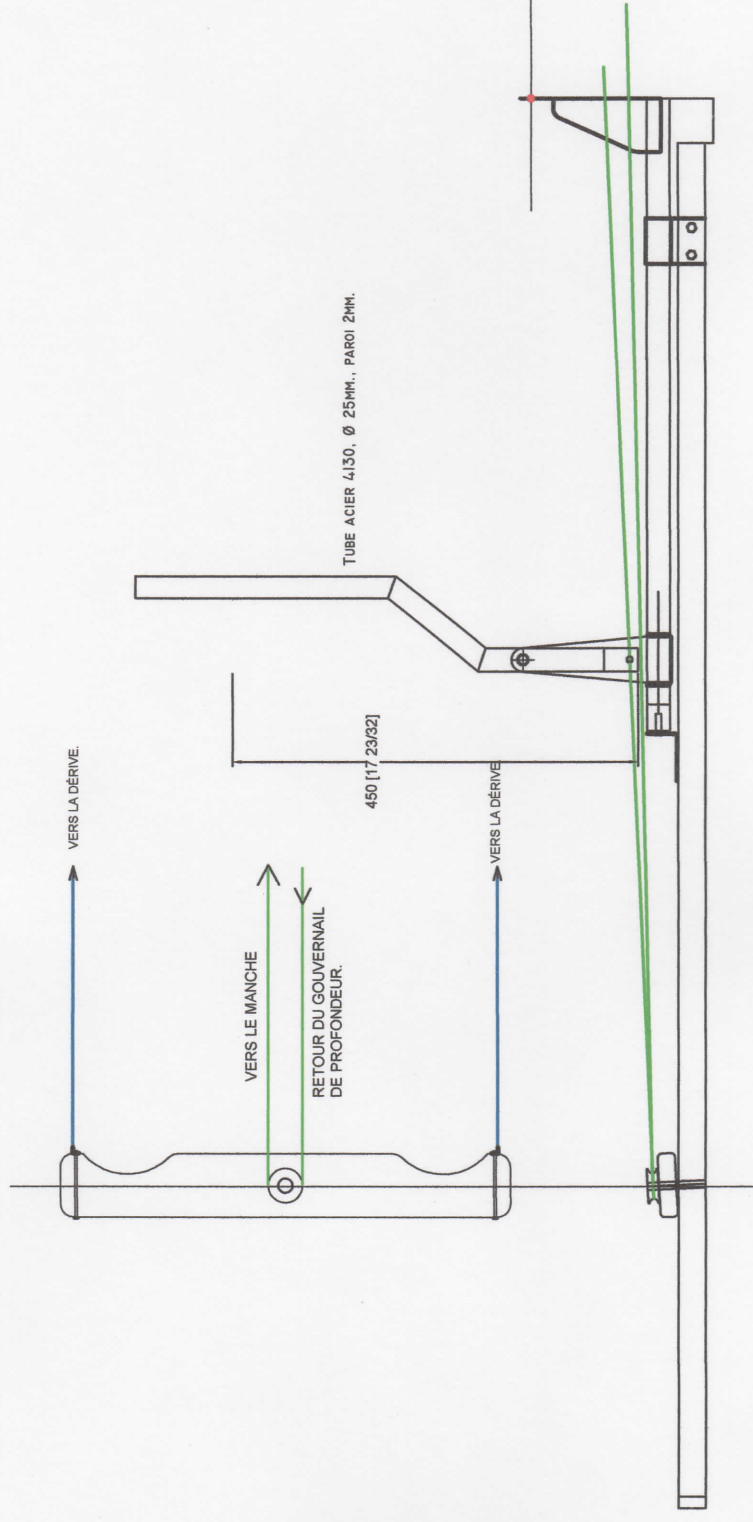 VERS LA DÉRIVE.
VERS LE MANCHE
RETOUR DU GOUVERNAIL
DE PROFONDEUR.
VERS LA DÉRIVE
450 [17 23/32]
TUBE ACIER 4130, Ø 25MM., PAROI 2MM.